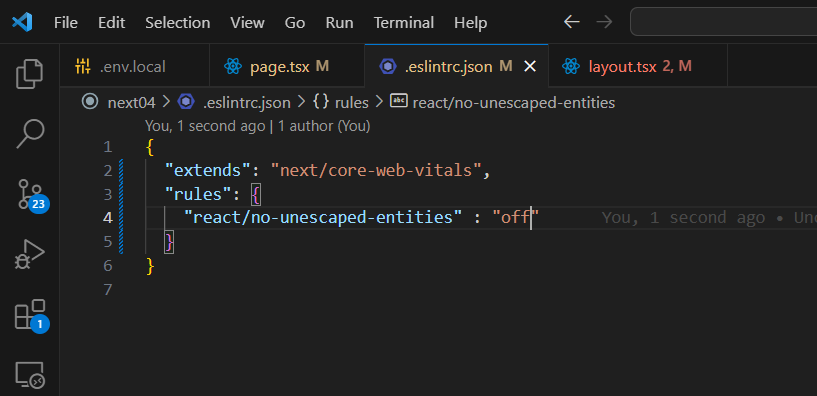 File Edit Selection View Go Run Terminal Help
.env.local page.tsx M .eslintrc.json M layout.tsx 2, M
next04 > .eslintrc.json > {} rules > abc react/no-unescaped-entities
You, 1 second ago | 1 author (You)
1 {
2 "extends": "next/core-web-vitals",
3 "rules": {
4 "react/no-unescaped-entities" : "off" You, 1 second ago • Unc
5 }
6 }
7
23
1